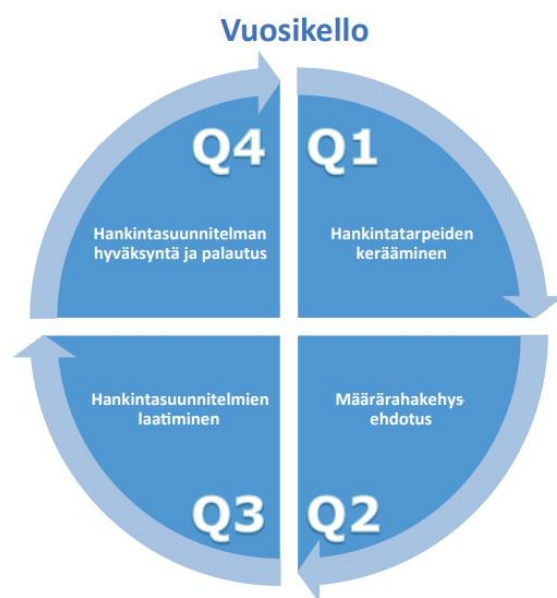 Vuosikello
Q4
Q1
Hankintasuunnitelman
hyväksyntä ja palautus
Hankintatarpeiden
kerääminen
Hankintasuunnitelmien
laatiminen
Määrärahakehys-
ehdotus
Q3
Q2